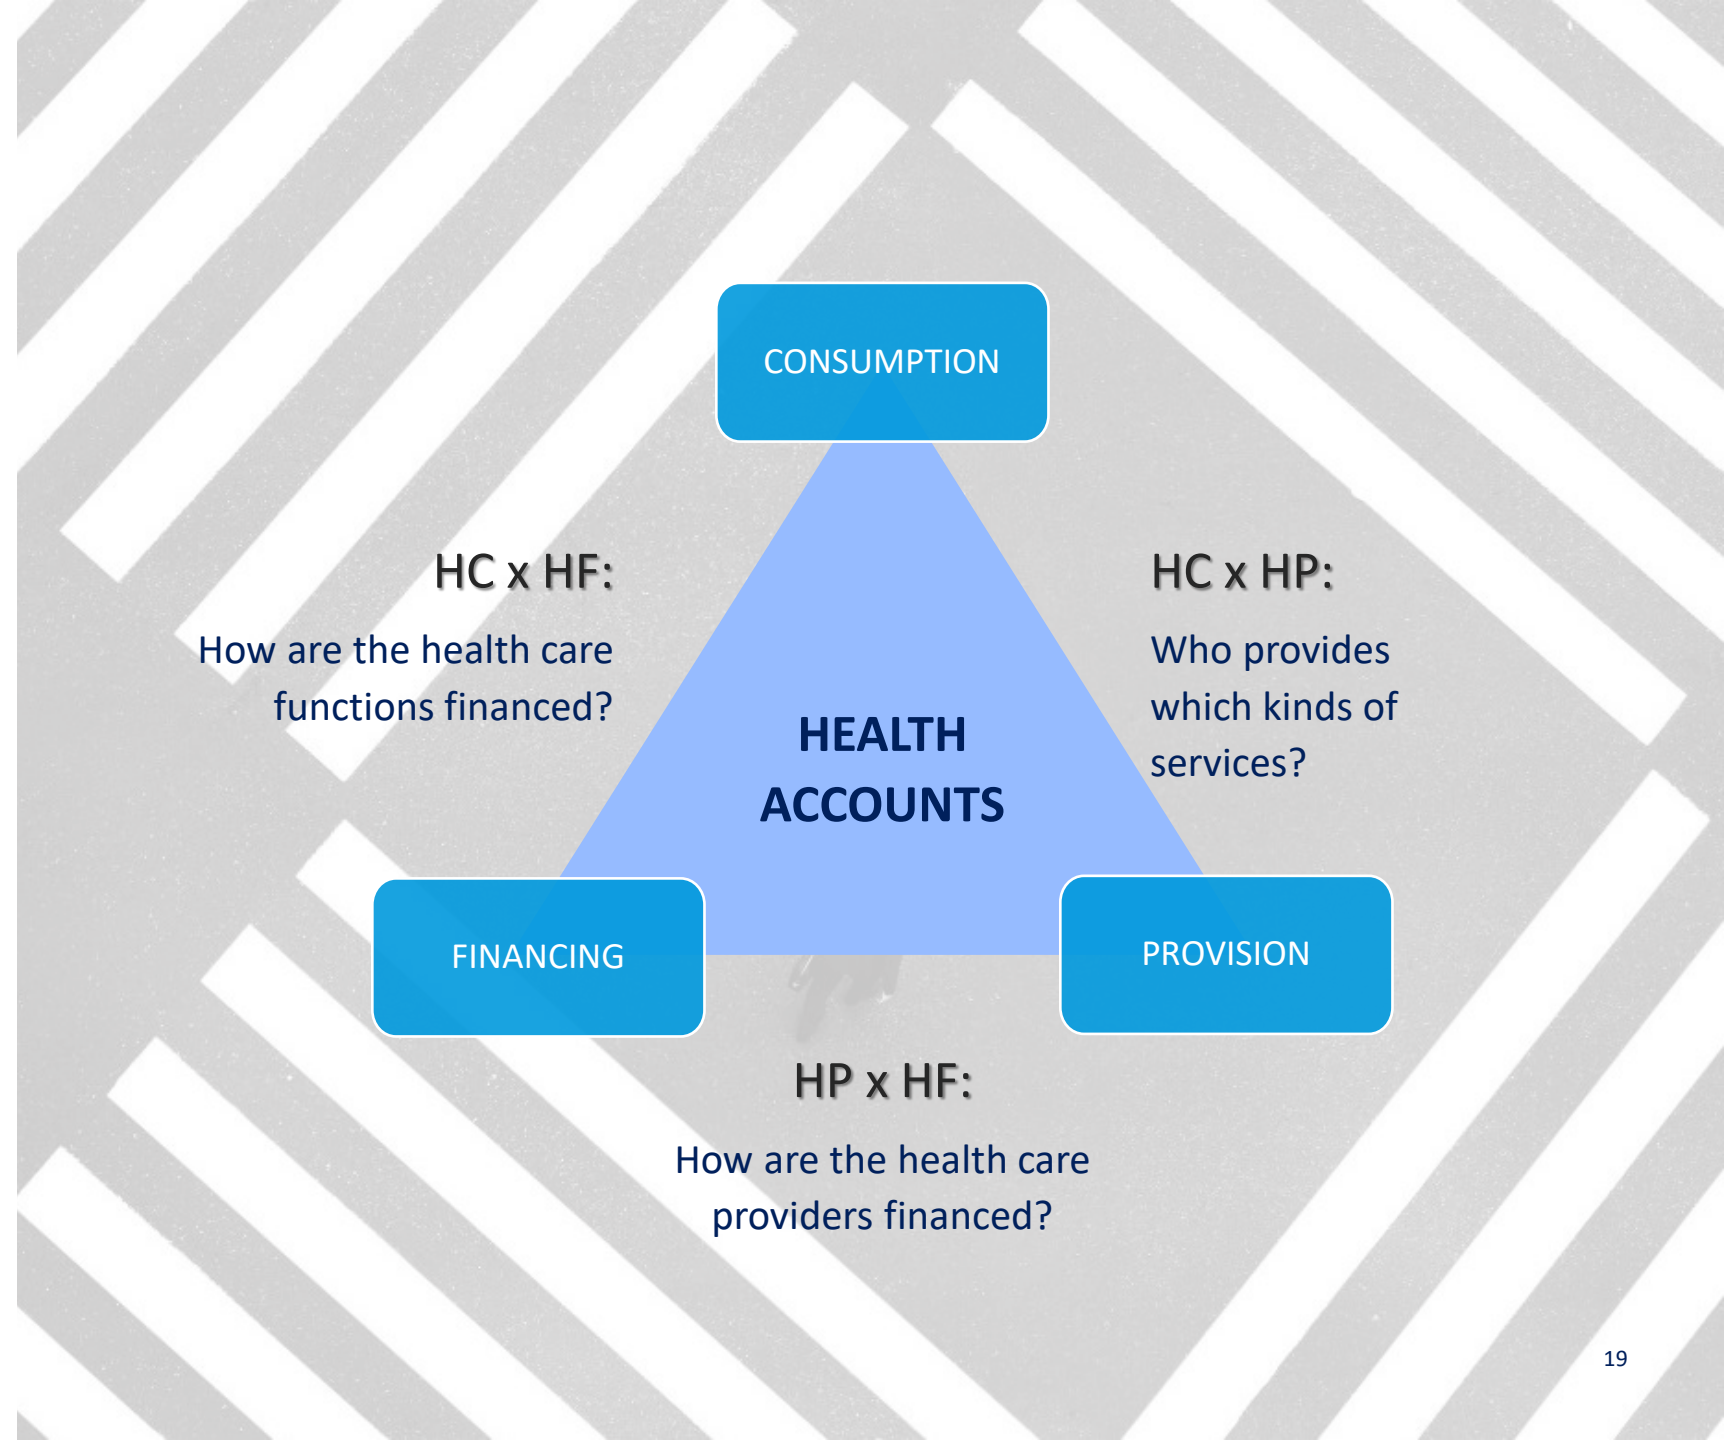 CONSUMPTION
HC x HF:
How are the health care
functions financed?
HC x HP:
Who provides
which kinds of
services?
HEALTH
ACCOUNTS
FINANCING
PROVISION
HP x HF:
How are the health care
providers financed?
19